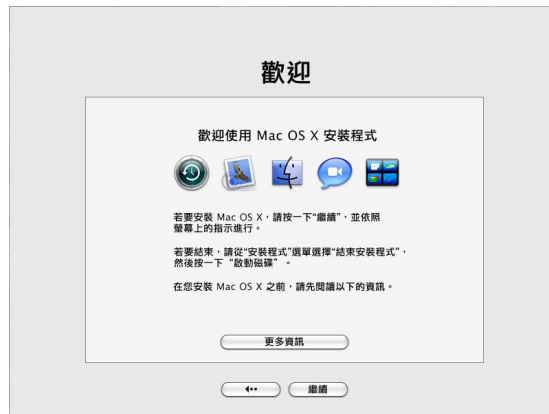 歡迎
歡迎使用 Mac OS X 安裝程式
若要安裝 Mac OS X，請按一下“繼續”，並依照
螢幕上的指示進行。
若要結束，請從“安裝程式”選單選擇“結束安裝程式”，
然後按一下“啟動磁碟”。
在您安裝 Mac OS X 之前，請先閱讀以下的資訊。
更多資訊
繼續